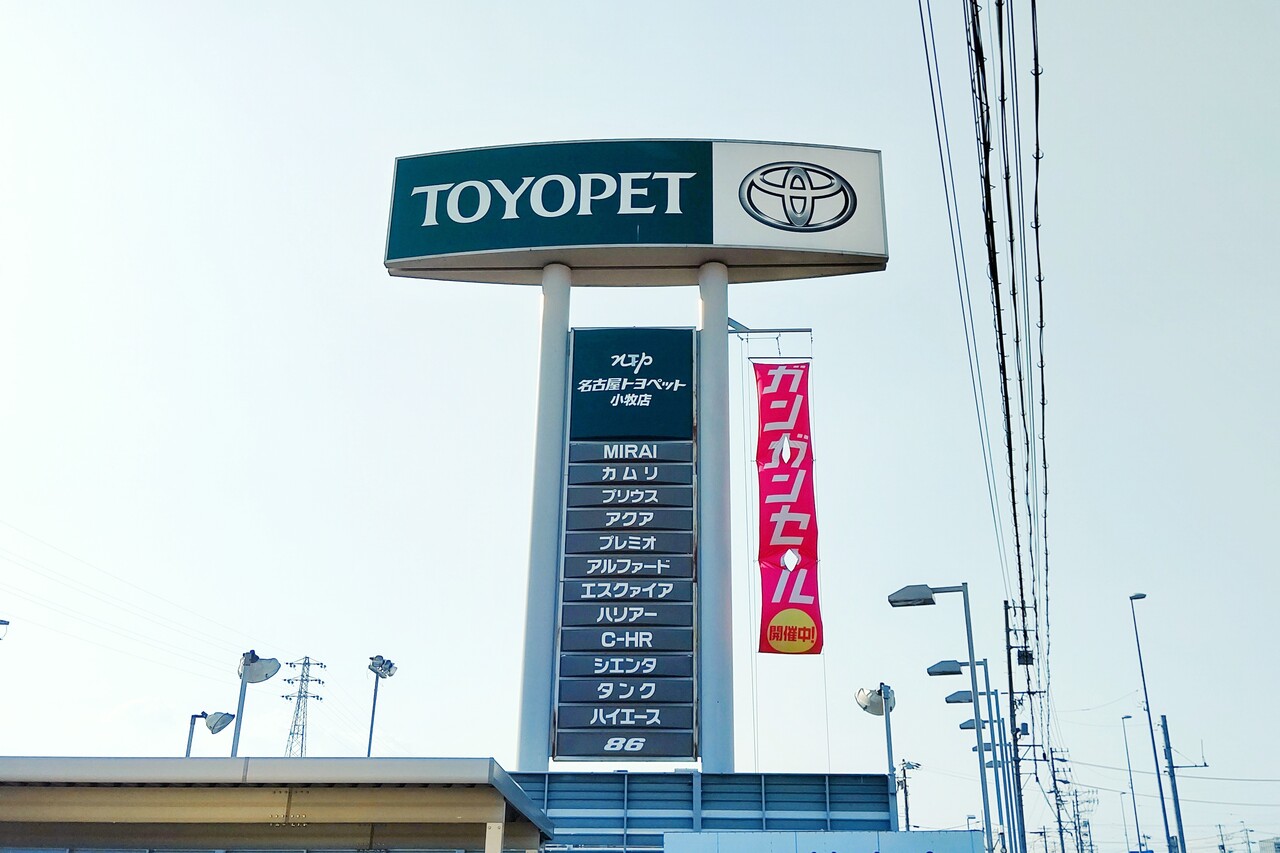 TOYOPET
NTP
名古屋トヨペット
小牧店
MIRAI
カムリ
プリウス
アクア
プレミオ
アルファード
エスクァイア
ハリアー
C-HR
シエンタ
タンク
ハイエース
86
ガンガンセール
開催中!